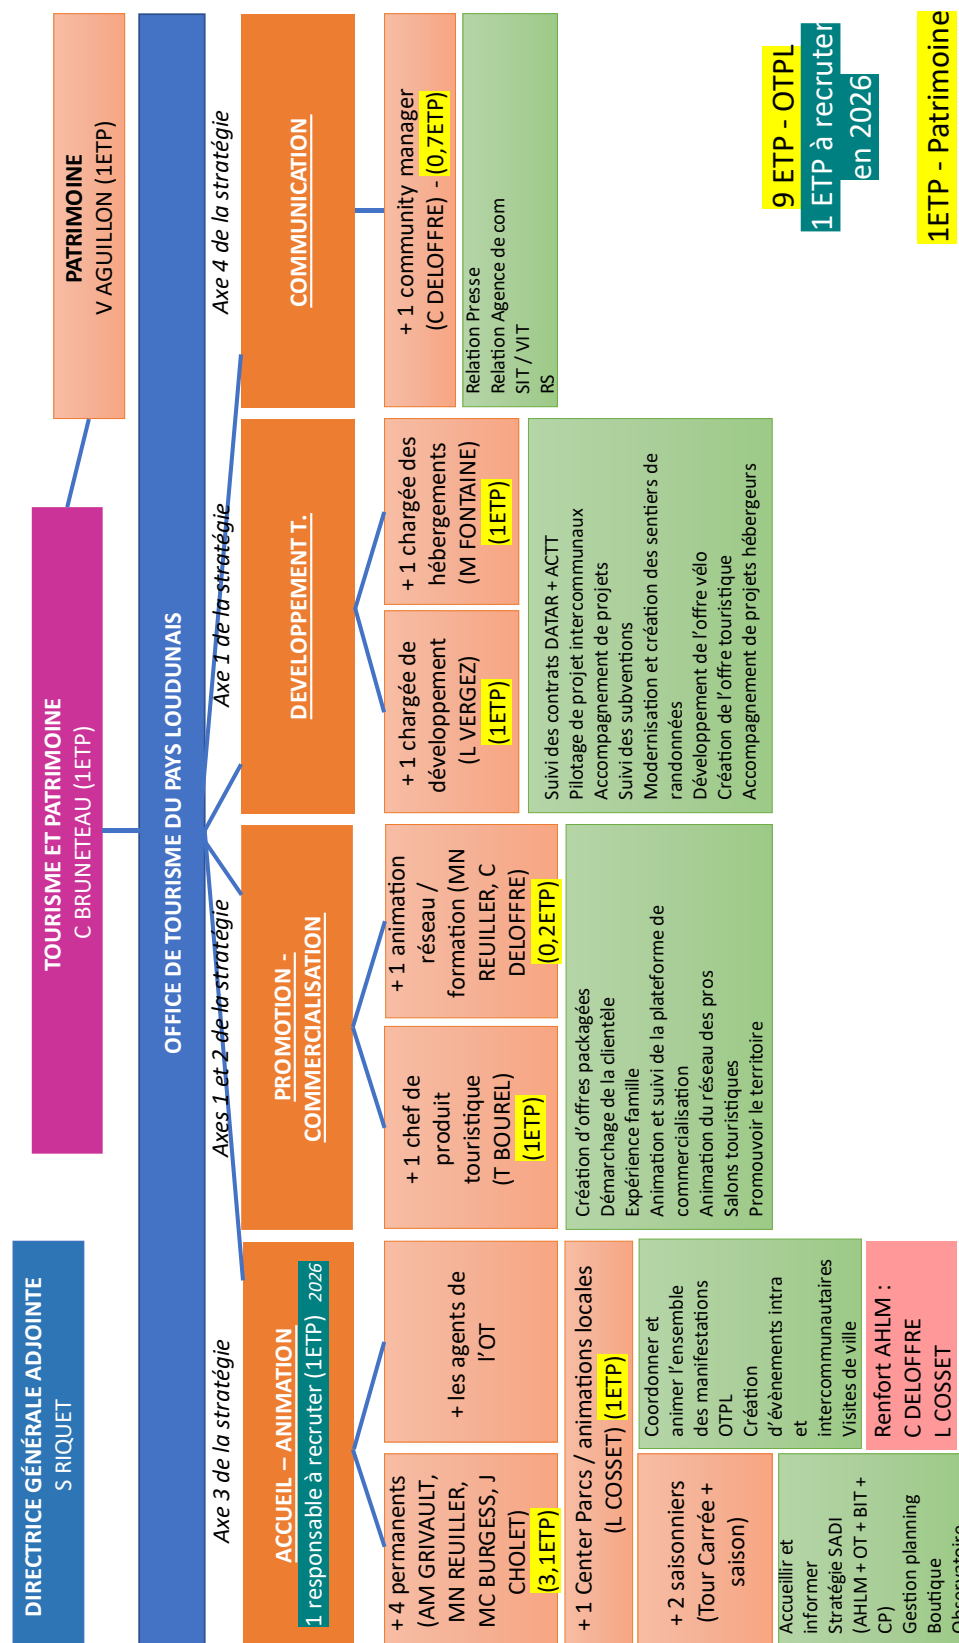 DIRECTRICE GÉNÉRALE ADJOINTE
S RIQUET
TOURISME ET PATRIMOINE
C BRUNETEAU (1ETP)
PATRIMOINE
V AGUILLON (1ETP)
OFFICE DE TOURISME DU PAYS LOUDUNAIS
Axe 3 de la stratégie
Axes 1 et 2 de la stratégie
Axe 1 de la stratégie
Axe 4 de la stratégie
ACCUEIL – ANIMATION
1 responsable à recruter (1ETP) 2026
+ 4 permanents
(AM GRIVAULT,
MN REUILLER,
MC BURGESS, J
CHOLET)
(3,1ETP)
+ les agents de
l'OT
+ 1 Center Parcs / animations locales
(L COSSET) (1ETP)
+ 2 saisonniers
(Tour Carrée +
saison)
Coordonner et
animer l'ensemble
des manifestations
OTPL
Création
d'évènements intra
et
intercommunautaires
Visites de ville
Accueillir et
informer
Stratégie SADI
(AHLM + OT + BIT +
CP)
Gestion planning
Boutique
Observatoire
Renfort AHLM :
C DELOFFRE
L COSSET
PROMOTION -
COMMERCIALISATION
+ 1 chef de
produit
touristique
(T BOUREL)
(1ETP)
+ 1 animation
réseau /
formation (MN
REUILLER, C
DELOFFRE)
(0,2ETP)
Création d'offres packagées
Démarchage de la clientèle
Expérience famille
Animation et suivi de la plateforme de
commercialisation
Animation du réseau des pros
Salons touristiques
Promouvoir le territoire
DEVELOPPEMENT T.
+ 1 chargée de
développement
(L VERGEZ)
(1ETP)
+ 1 chargée des
hébergements
(M FONTAINE)
(1ETP)
Suivi des contrats DATAR + ACTT
Pilotage de projet intercommunaux
Accompagnement de projets
Suivi des subventions
Modernisation et création des sentiers de
randonnées
Développement de l'offre vélo
Création de l'offre touristique
Accompagnement de projets hébergeurs
COMMUNICATION
+ 1 community manager
(C DELOFFRE) - (0,7ETP)
Relation Presse
Relation Agence de com
SIT / VIT
RS
9 ETP - OTPL
1 ETP à recruter
en 2026
1ETP - Patrimoine